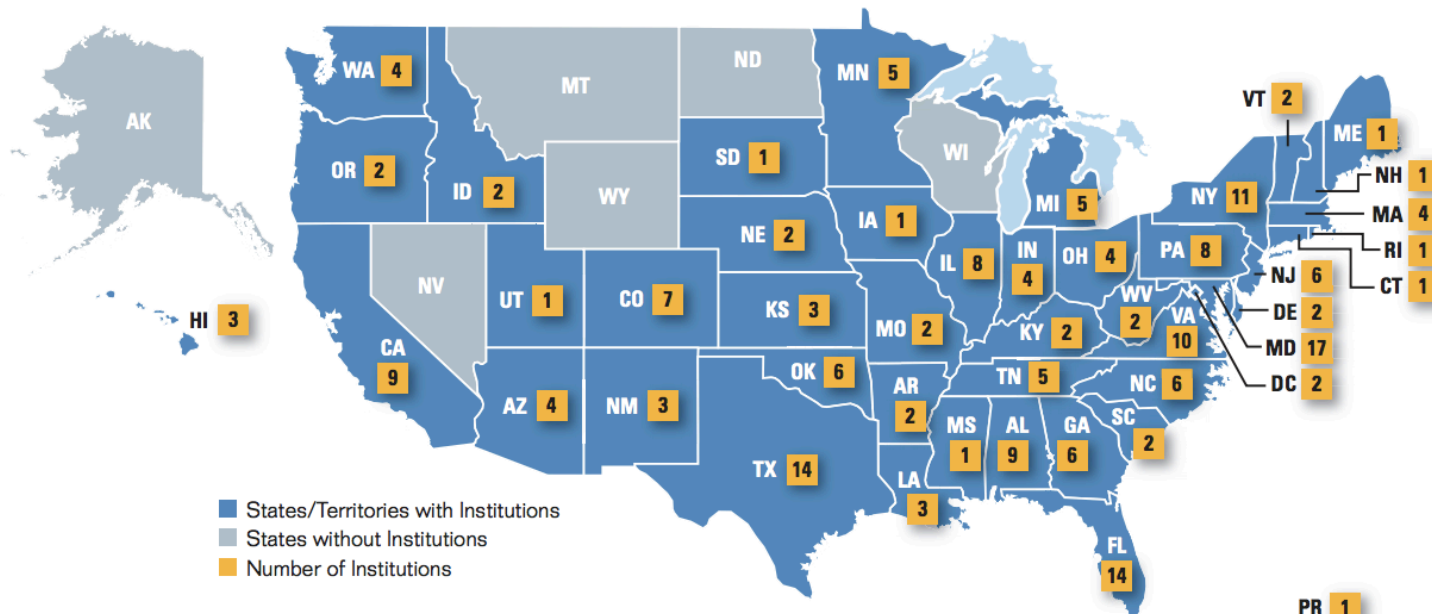 AK
HI 3
WA 4
OR 2
ID 2
MT
ND
WY
NV
UT 1
CO 7
CA
9
AZ 4
NM 3
SD 1
NE 2
KS 3
OK 6
TX 14
MN 5
IA 1
MO 2
AR
2
LA
3
WI
IL 8
MI 5
IN
4
OH 4
KY 2
TN 5
MS
1
AL
9
GA
6
FL
14
SC
2
NC 6
VA
10
WV
2
PA 8
NY 11
VT 2
ME 1
NH 1
MA 4
RI 1
CT 1
NJ 6
DE 2
MD 17
DC 2
PR 1
States/Territories with Institutions
States without Institutions
Number of Institutions